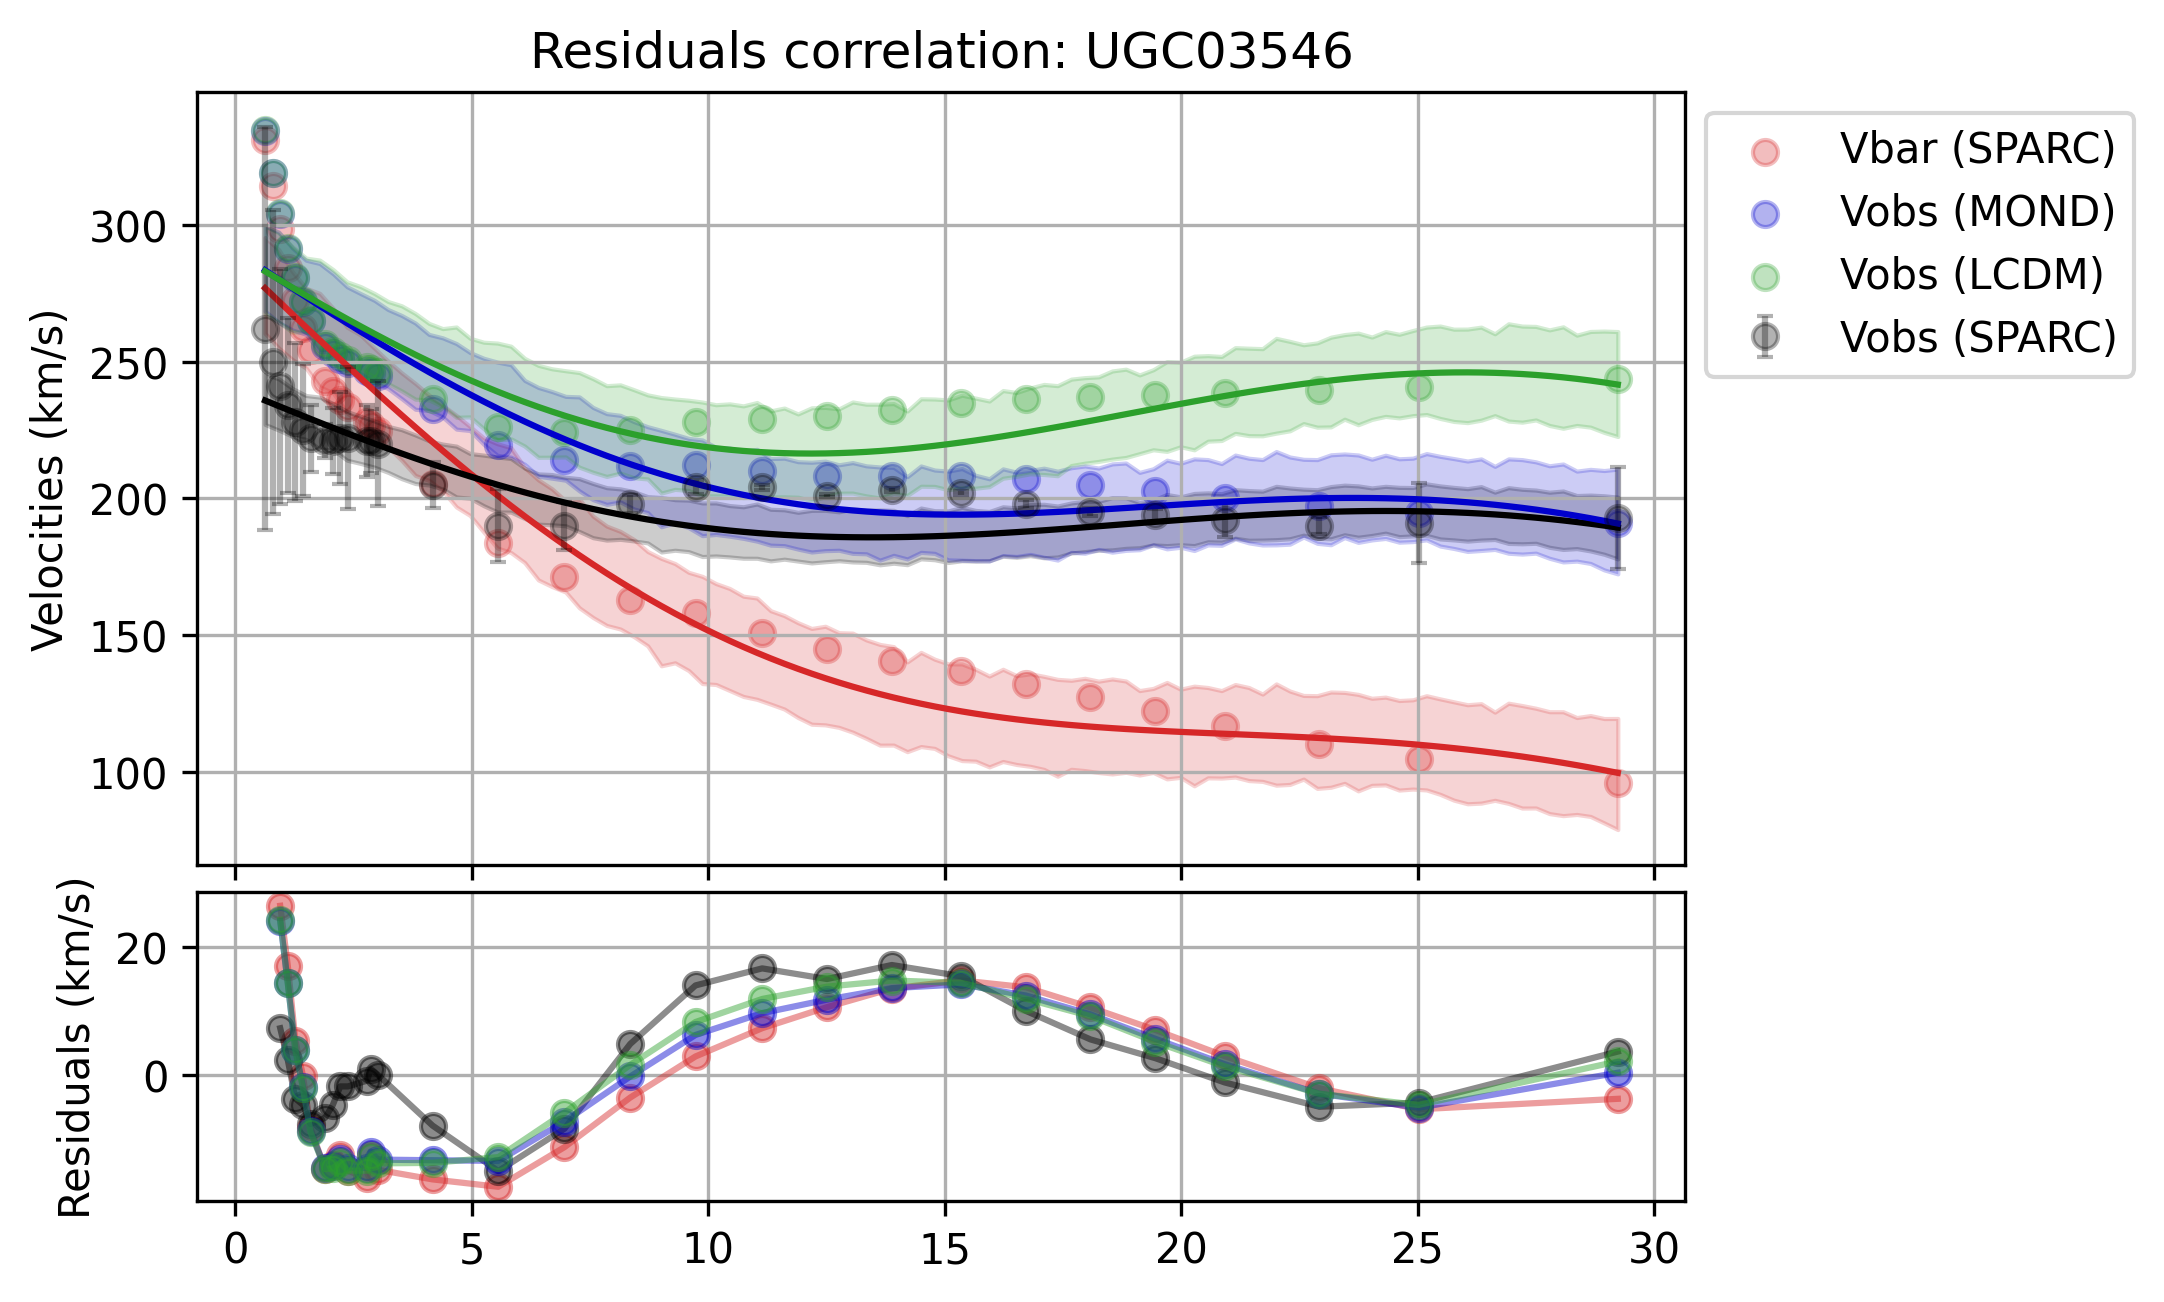 Residuals correlation: UGC03546
Velocities (km/s)
300
250
200
150
100
Vbar (SPARC)
Vobs (MOND)
Vobs (LCDM)
Vobs (SPARC)
Residuals (km/s)
20
0
0 5 10 15 20 25 30